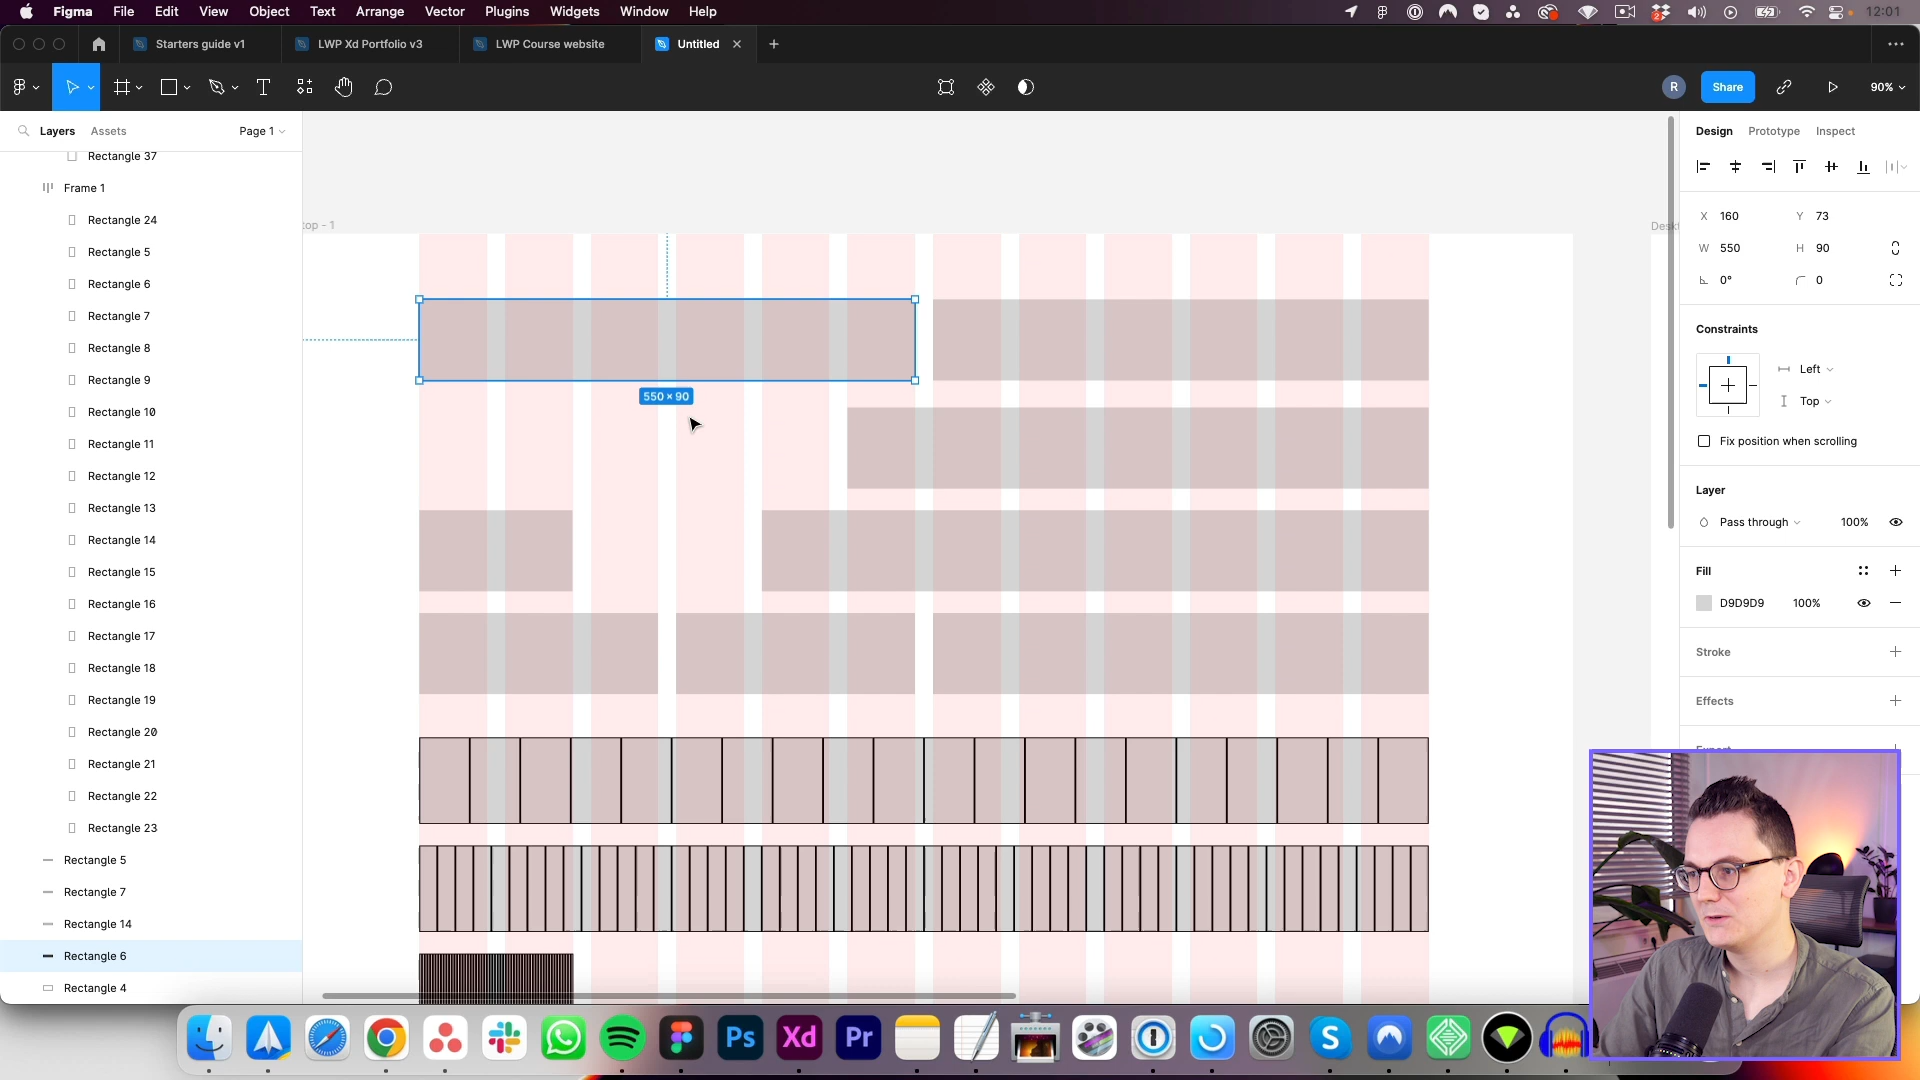 Figma File Edit View Object Text Arrange Vector Plugins Widgets Window Help 12:01
Starters guide v1 LWP Xd Portfolio v3 LWP Course website Untitled
R Share 90%
Layers Assets Page 1 Design Prototype Inspect
Rectangle 37
Frame 1
Rectangle 24
Rectangle 5
Rectangle 6
Rectangle 7
Rectangle 8
Rectangle 9
Rectangle 10
Rectangle 11
Rectangle 12
Rectangle 13
Rectangle 14
Rectangle 15
Rectangle 16
Rectangle 17
Rectangle 18
Rectangle 19
Rectangle 20
Rectangle 21
Rectangle 22
Rectangle 23
Rectangle 5
Rectangle 7
Rectangle 14
Rectangle 6
Rectangle 4
top - 1
Desk
550 × 90
X 160 Y 73
W 550 H 90
0° 0
Constraints
Left
Top
Fix position when scrolling
Layer
Pass through 100%
Fill
D9D9D9 100%
Stroke
Effects
Export
2
Ps Xd Pr S